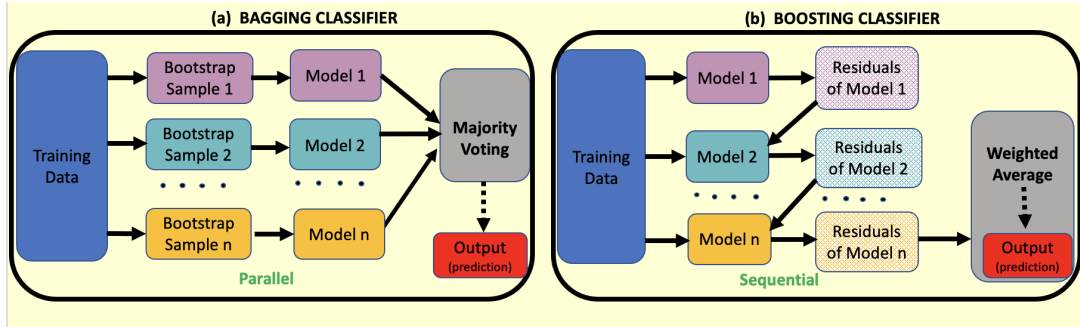 (a) BAGGING CLASSIFIER
Training
Data
Bootstrap
Sample 1
Model 1
Bootstrap
Sample 2
Model 2
Bootstrap
Sample n
Model n
Majority
Voting
Output
(prediction)
Parallel
(b) BOOSTING CLASSIFIER
Training
Data
Model 1
Residuals
of Model 1
Model 2
Residuals
of Model 2
Model n
Residuals
of Model n
Weighted
Average
Output
(prediction)
Sequential